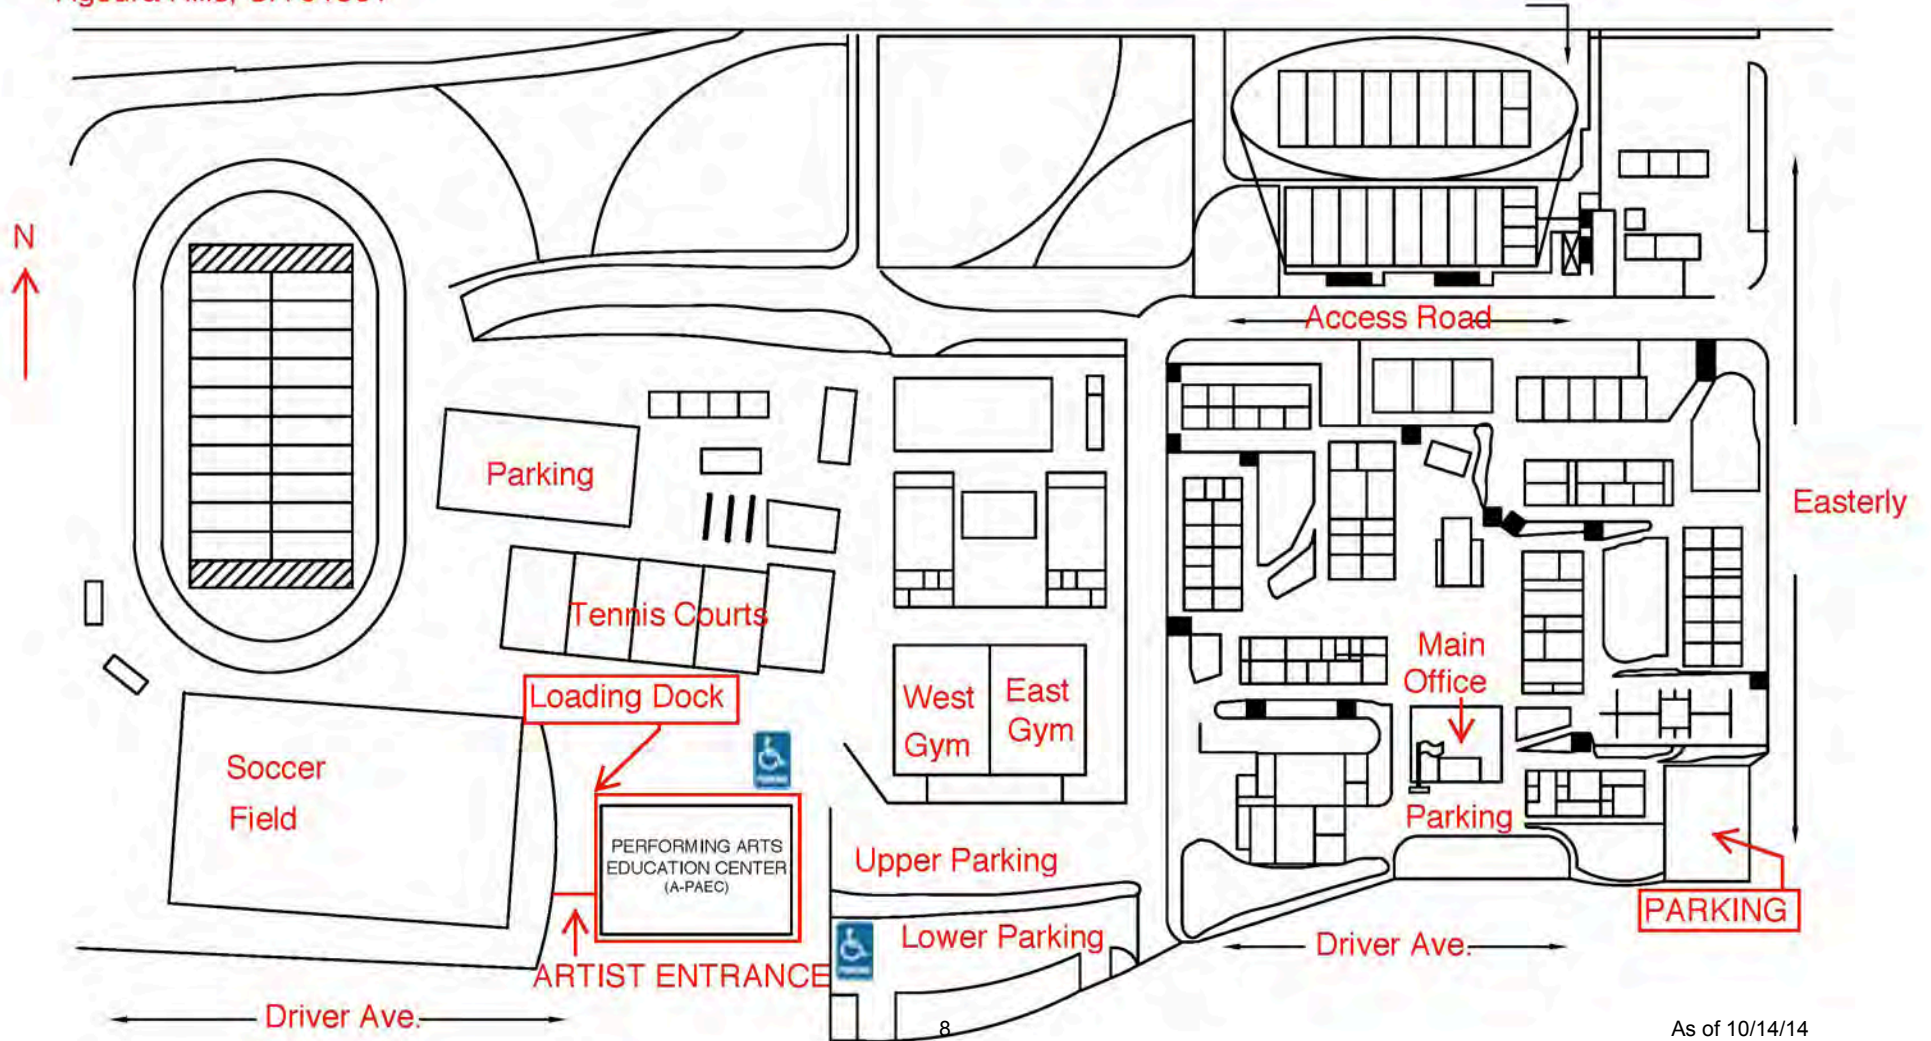 N
Access Road
Easterly
Parking
Tennis Courts
Main
Office
Loading Dock
West
Gym
East
Gym
Soccer
Field
PERFORMING ARTS
EDUCATION CENTER
(A-PAEC)
Upper Parking
Parking
PARKING
Lower Parking
Driver Ave.
ARTIST ENTRANCE
Driver Ave.
8
As of 10/14/14